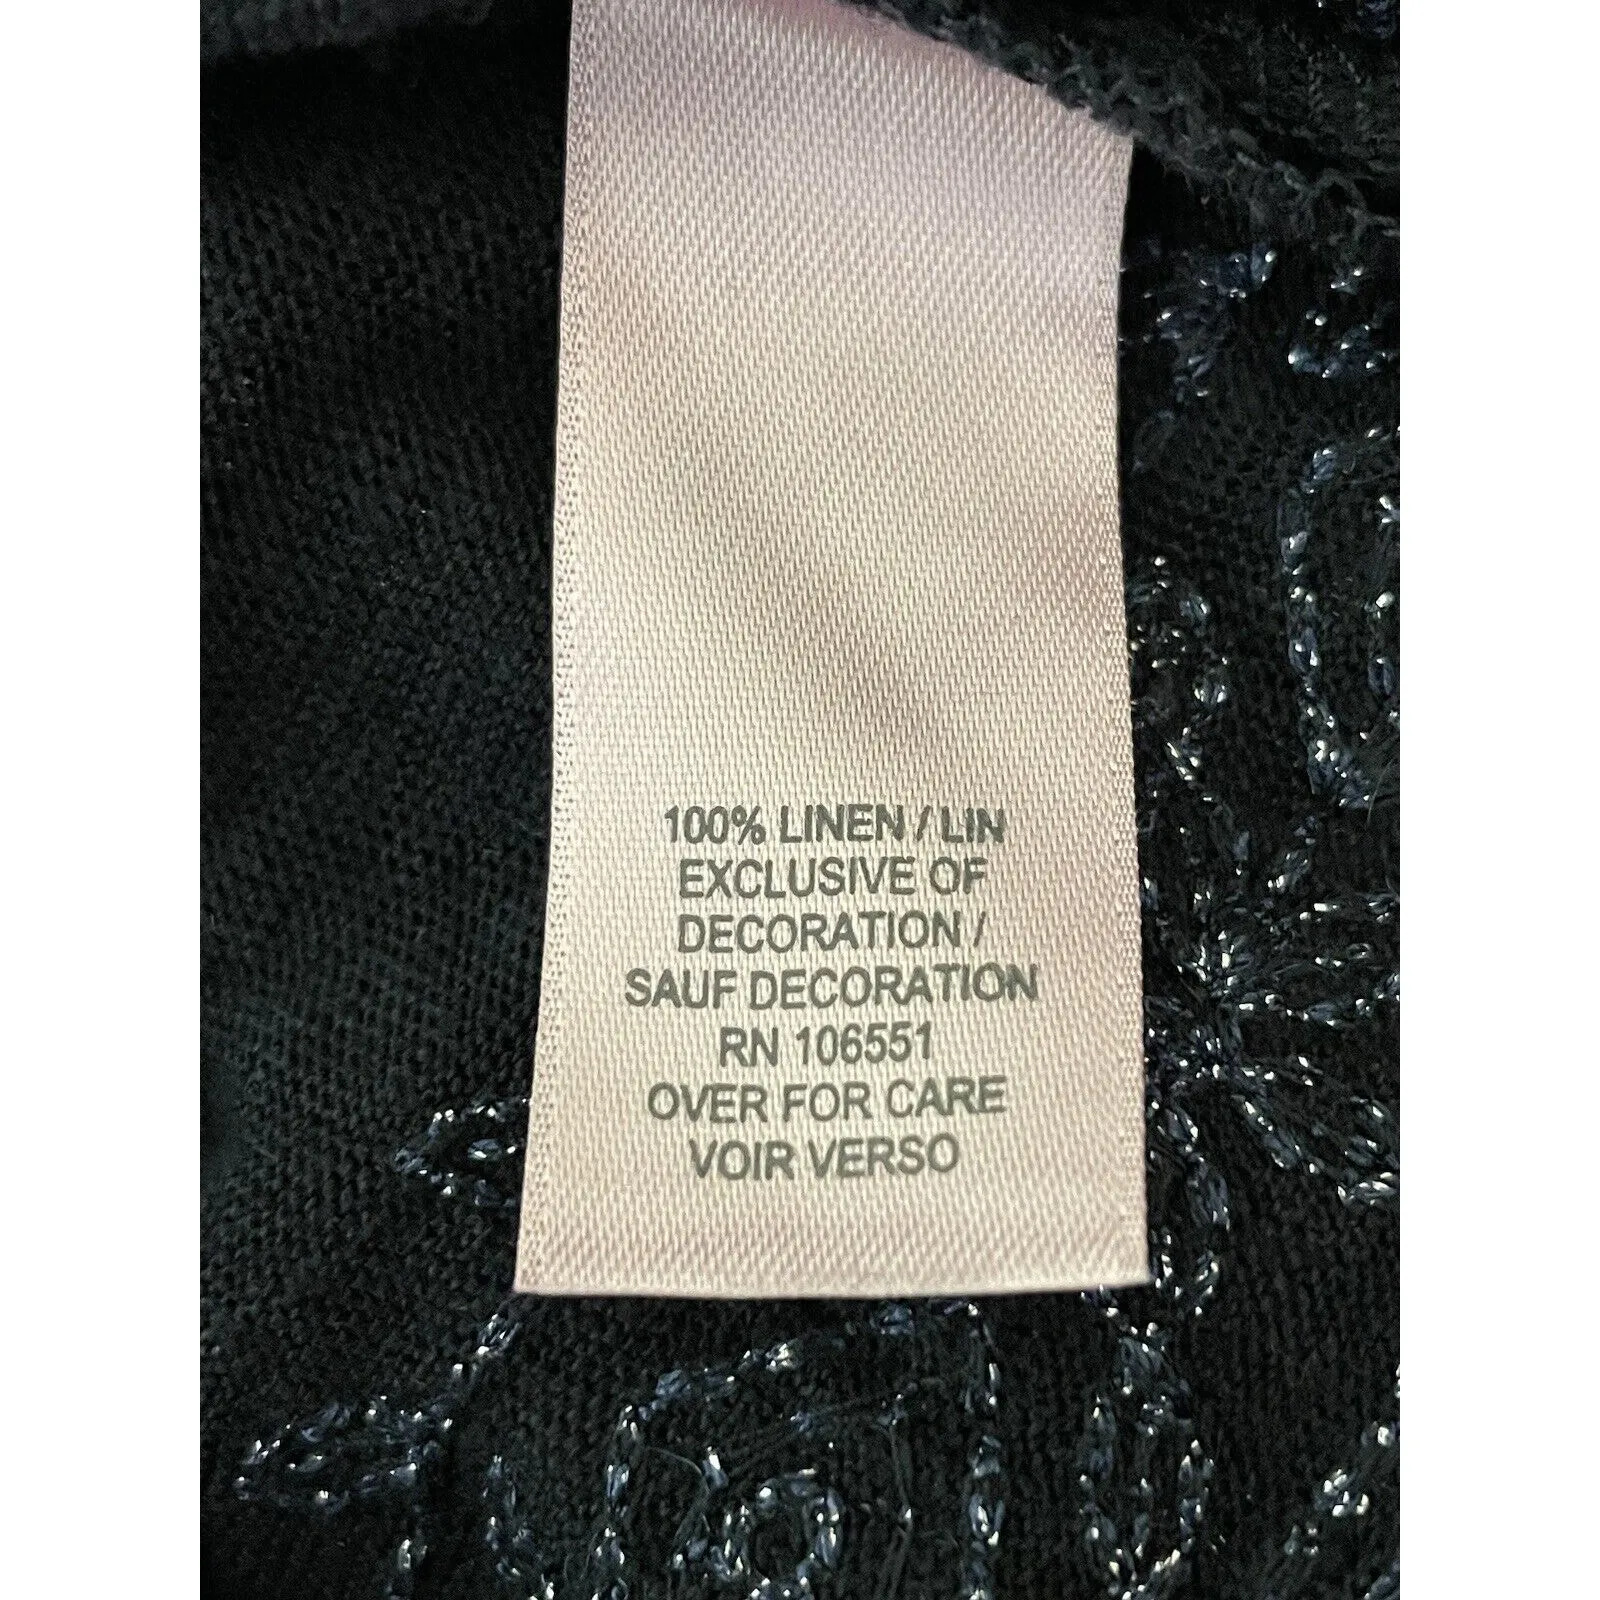 100% LINEN / LIN
EXCLUSIVE OF
DECORATION /
SAUF DECORATION
RN 106551
OVER FOR CARE
VOIR VERSO